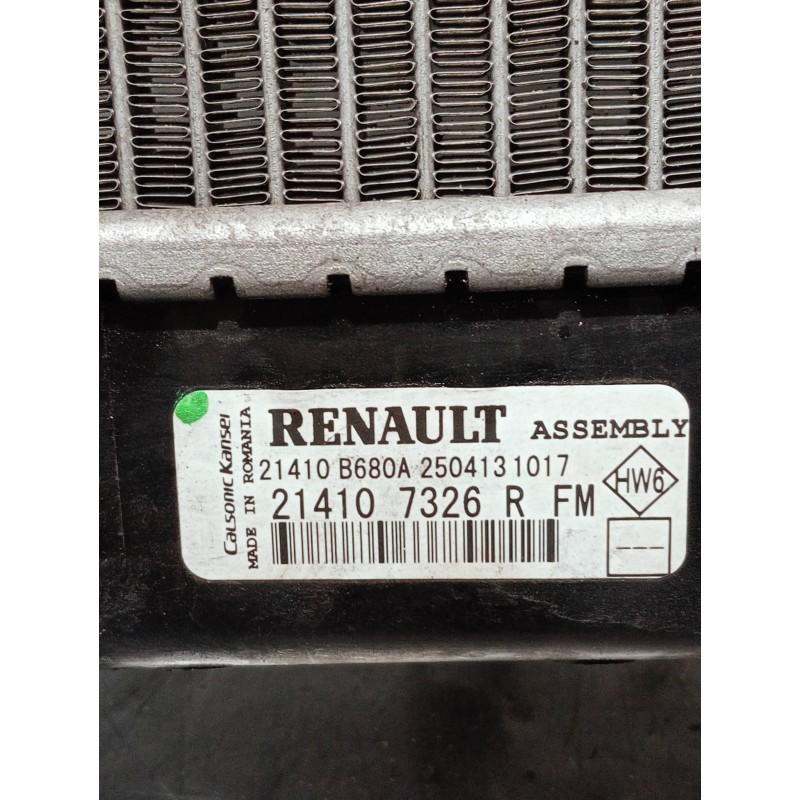 Calsonic Kansei
MADE IN ROMANIA
RENAULT ASSEMBLY
21410 B680A 2504131017
21410 7326 R FM
HW6
---